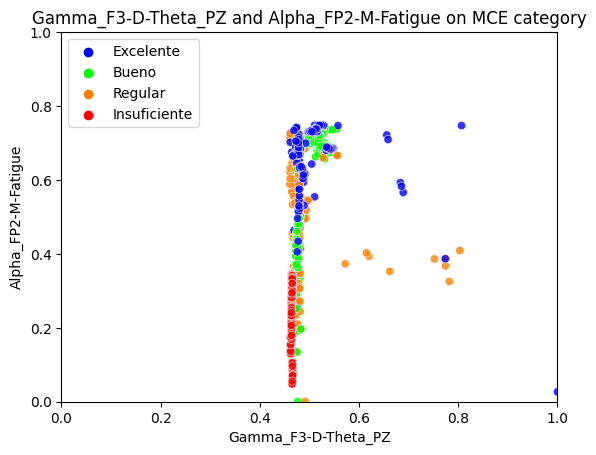 Gamma_F3-D-Theta_PZ and Alpha_FP2-M-Fatigue on MCE category
1.0
Excelente
Bueno
Regular
Insuficiente
0.8
0.6
0.4
0.2
0.0
Alpha_FP2-M-Fatigue
0.0 0.2 0.4 0.6 0.8 1.0
Gamma_F3-D-Theta_PZ